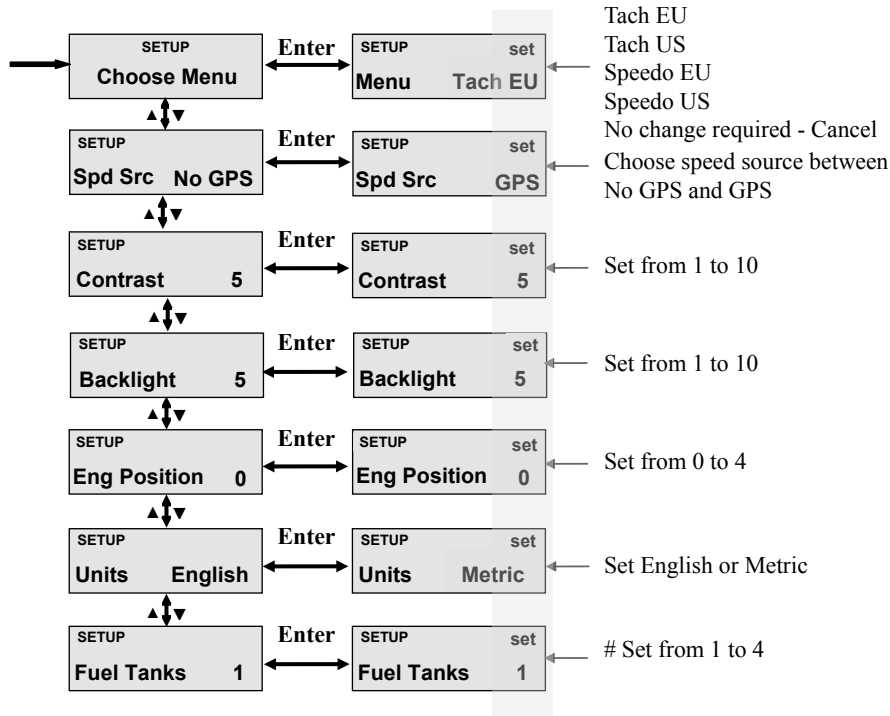 SETUP
Choose Menu
Enter
SETUP set
Menu Tach EU
Tach EU
Tach US
Speedo EU
Speedo US
No change required - Cancel
SETUP
Spd Src No GPS
Enter
SETUP set
Spd Src GPS
Choose speed source between
No GPS and GPS
SETUP
Contrast 5
Enter
SETUP set
Contrast 5
Set from 1 to 10
SETUP
Backlight 5
Enter
SETUP set
Backlight 5
Set from 1 to 10
SETUP
Eng Position 0
Enter
SETUP set
Eng Position 0
Set from 0 to 4
SETUP
Units English
Enter
SETUP set
Units Metric
Set English or Metric
SETUP
Fuel Tanks 1
Enter
SETUP set
Fuel Tanks 1
# Set from 1 to 4